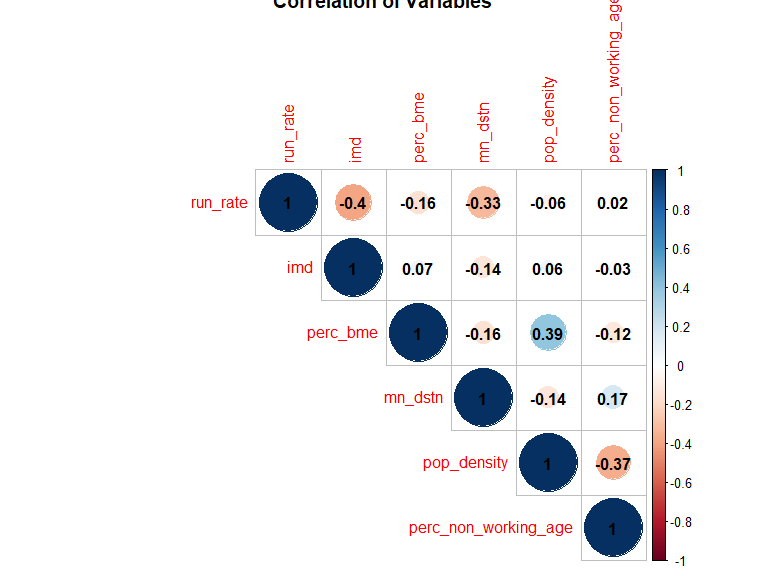 Correlation of Variables
run_rate
imd
perc_bme
mn_dstn
pop_density
perc_non_working_age
run_rate 1 -0.4 -0.16 -0.33 -0.06 0.02
imd 1 0.07 -0.14 0.06 -0.03
perc_bme 1 -0.16 0.39 -0.12
mn_dstn 1 -0.14 0.17
pop_density 1 -0.37
perc_non_working_age 1
1
0.8
0.6
0.4
0.2
0
-0.2
-0.4
-0.6
-0.8
-1